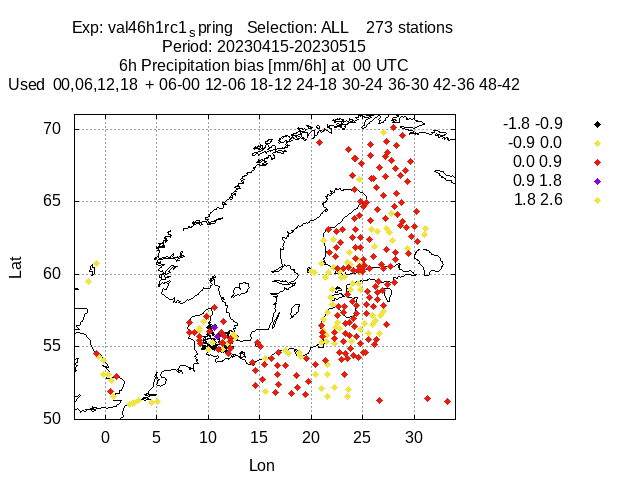 Exp: val46h1rc1spring Selection: ALL 273 stations
Period: 20230415-20230515
6h Precipitation bias [mm/6h] at 00 UTC
Used 00,06,12,18 + 06-00 12-06 18-12 24-18 30-24 36-30 42-36 48-42
-1.8 -0.9
-0.9 0.0
0.0 0.9
0.9 1.8
1.8 2.6
70
65
60
55
50
Lat
0 5 10 15 20 25 30
Lon